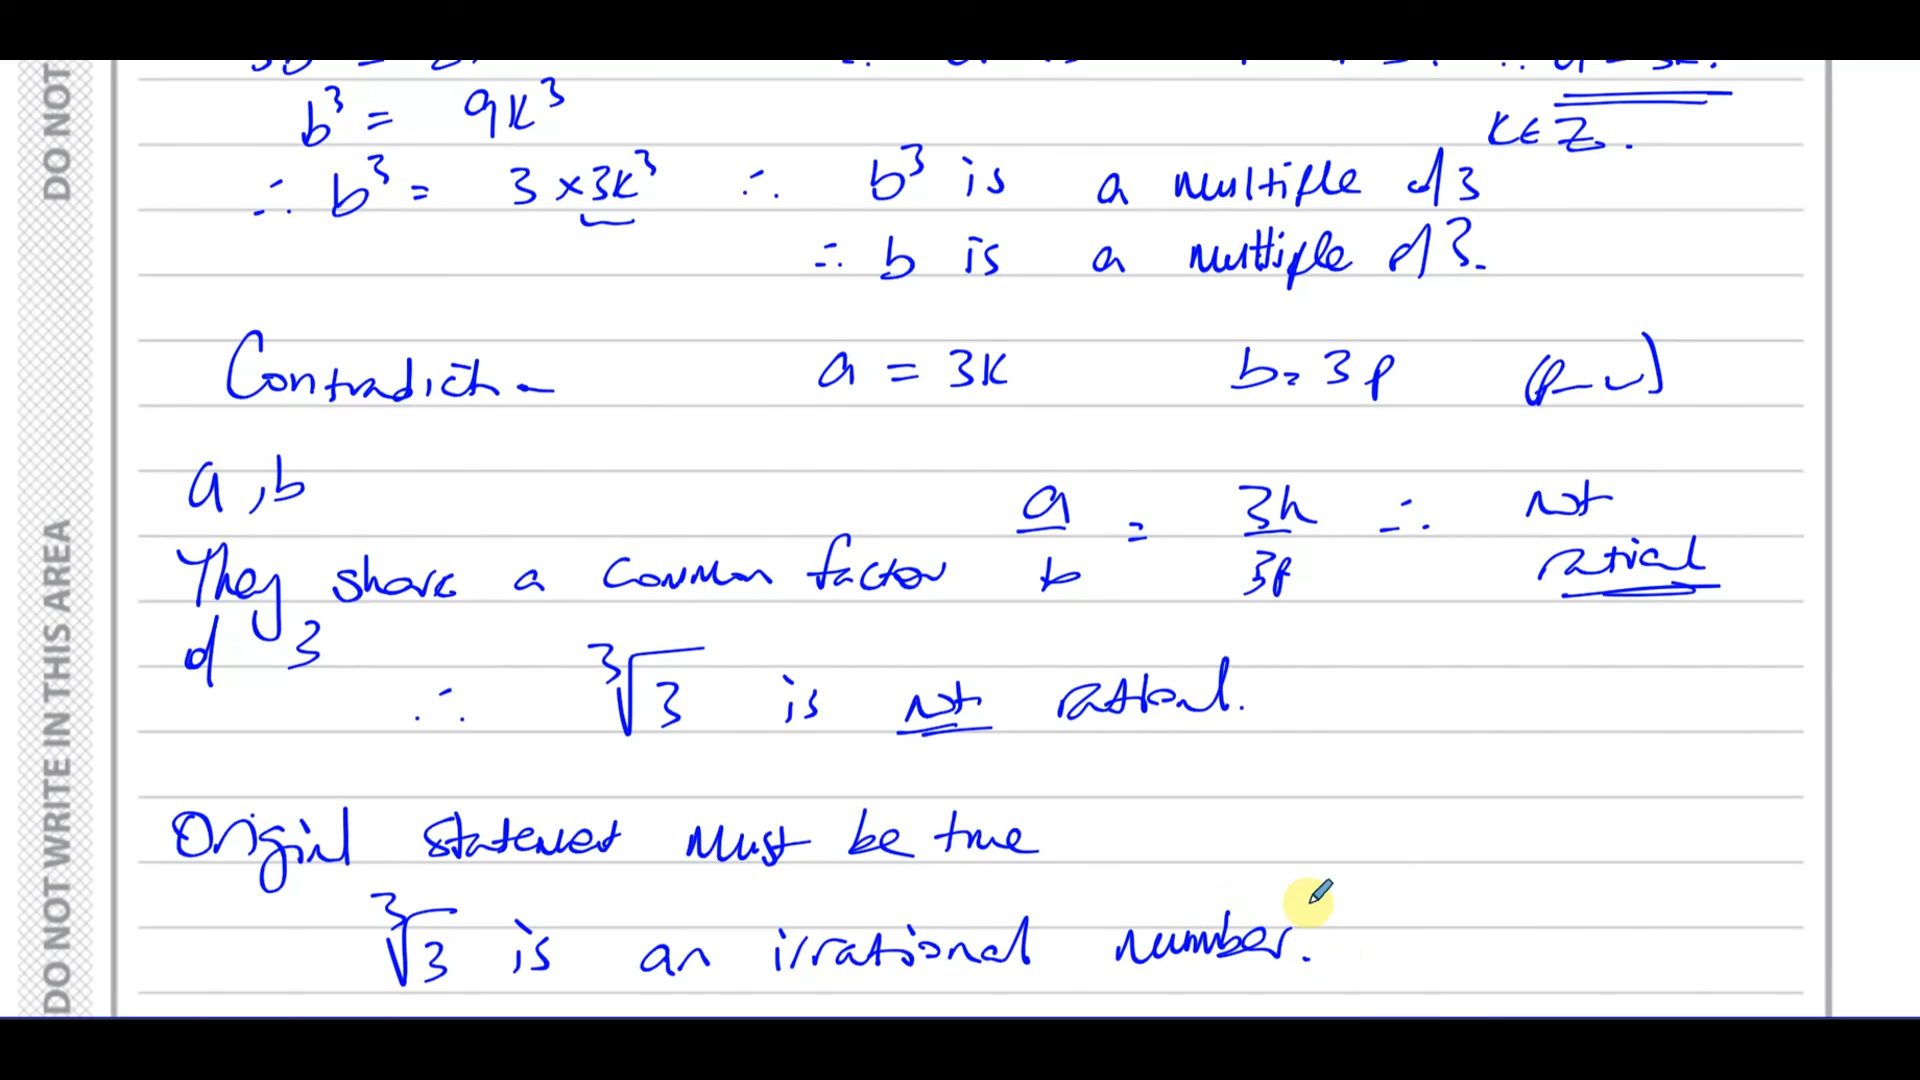 DO NOT
DO NOT WRITE IN THIS AREA
b³ = 9k³
k ∈ Z.
∴ b³ = 3 × 3k³ ∴ b³ is a multiple of 3
∴ b is a multiple of 3.
Contradiction a = 3k b = 3p
a, b
They share a common factor a/b = 3k/3p ∴ not rational
of 3
∴ ³√3 is not rational.
Original statement must be true
³√3 is an irrational number.